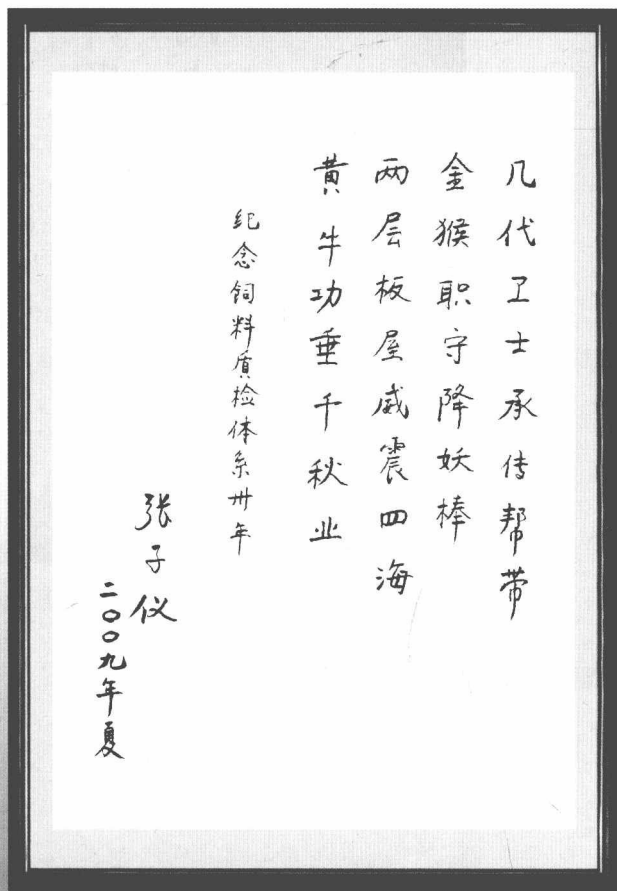 几代卫士承传帮带
金猴职守降妖棒
两层板屋威震四海
黄牛功垂千秋业
纪念饲料质检体系卅年
张子仪
二〇〇九年夏